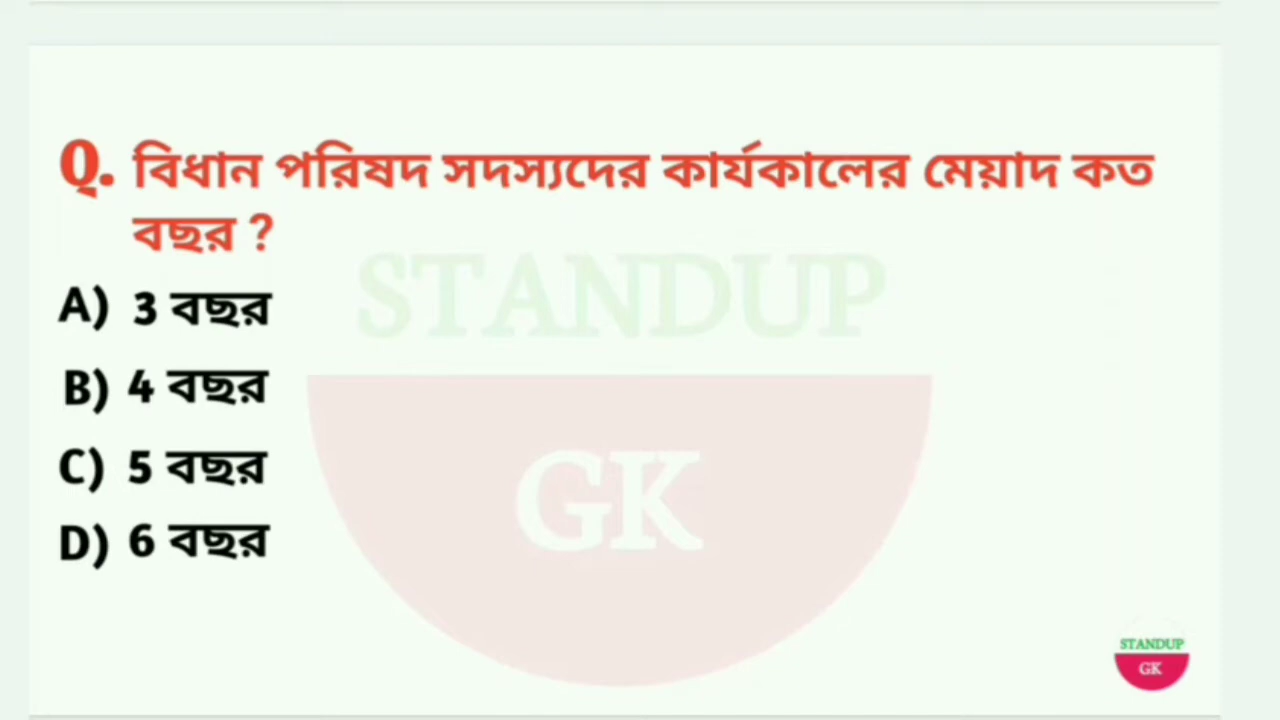 Q. বিধান পরিষদ সদস্যদের কার্যকালের মেয়াদ কত
বছর ?
A) 3 বছর
B) 4 বছর
C) 5 বছর
D) 6 বছর
STANDUP
GK
STANDUP
GK